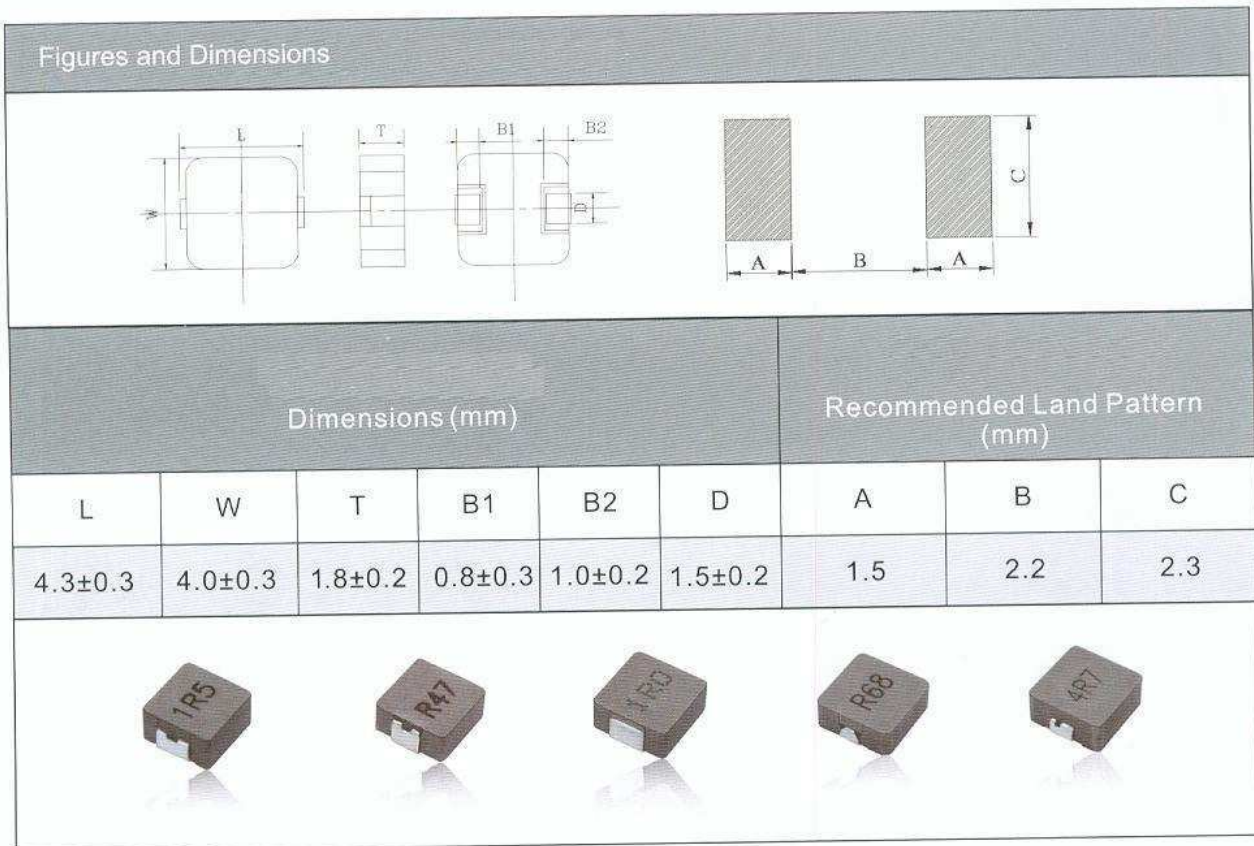 Figures and Dimensions
L
T
B1
B2
W
D
C
A
B
A
Dimensions (mm)
Recommended Land Pattern
(mm)
L W T B1 B2 D A B C
4.3±0.3 4.0±0.3 1.8±0.2 0.8±0.3 1.0±0.2 1.5±0.2 1.5 2.2 2.3
1R5
R47
1R0
R68
4R7